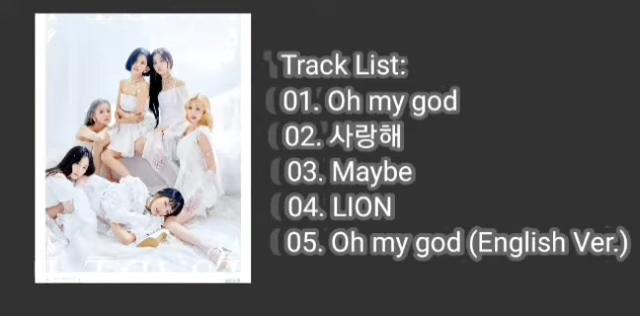 Track List:
01. Oh my god
02. 사랑해
03. Maybe
04. LION
05. Oh my god (English Ver.)